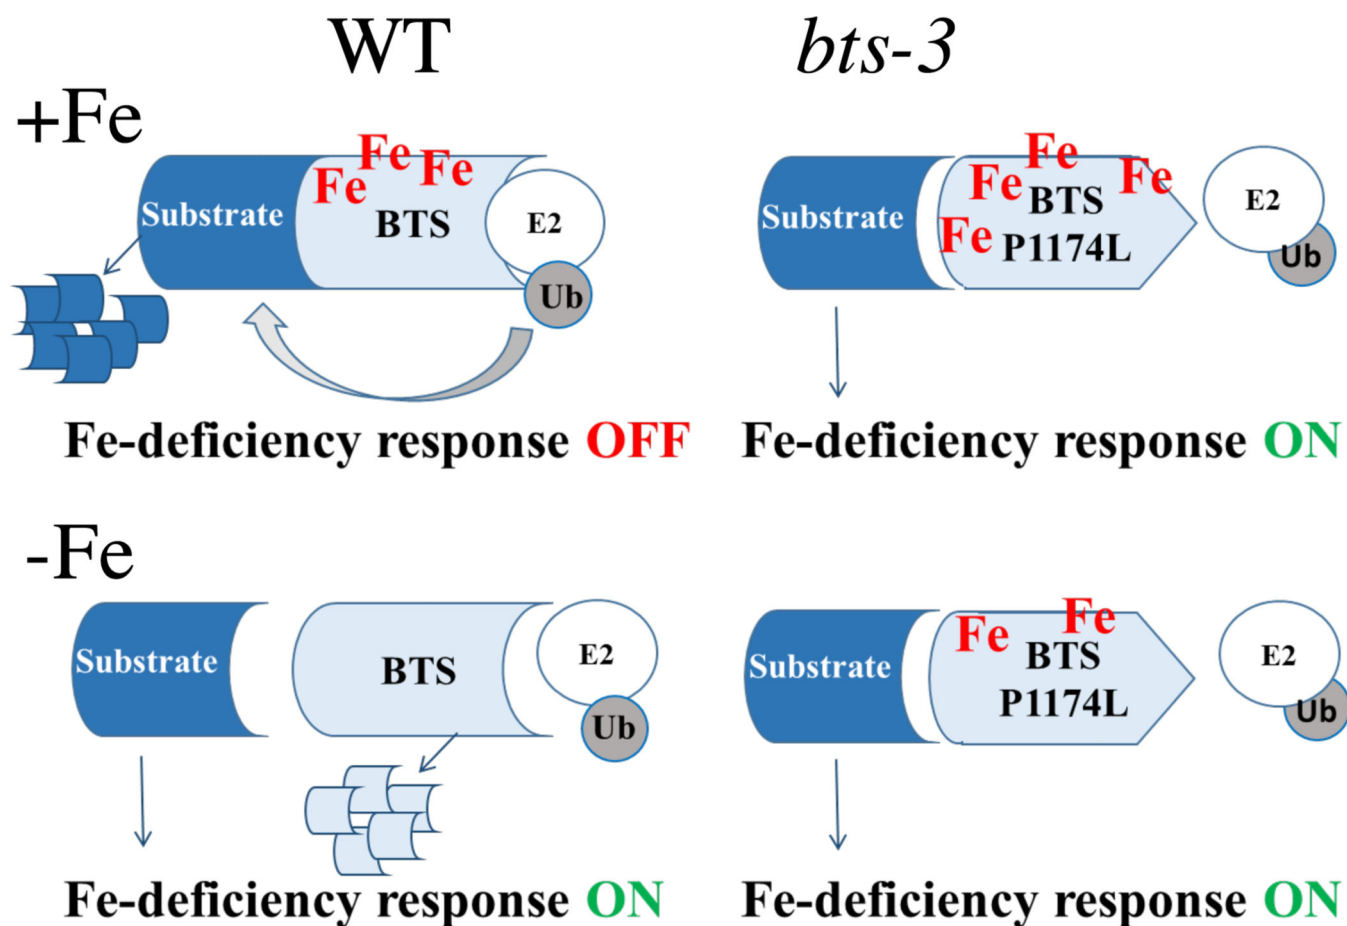 WT
bts-3
+Fe
Fe Fe Fe
Substrate
BTS
E2
Ub
Fe Fe Fe
Fe
Substrate
BTS
P1174L
E2
Ub
Fe-deficiency response OFF
Fe-deficiency response ON
-Fe
Substrate
BTS
E2
Ub
Fe Fe
Substrate
BTS
P1174L
E2
Ub
Fe-deficiency response ON
Fe-deficiency response ON